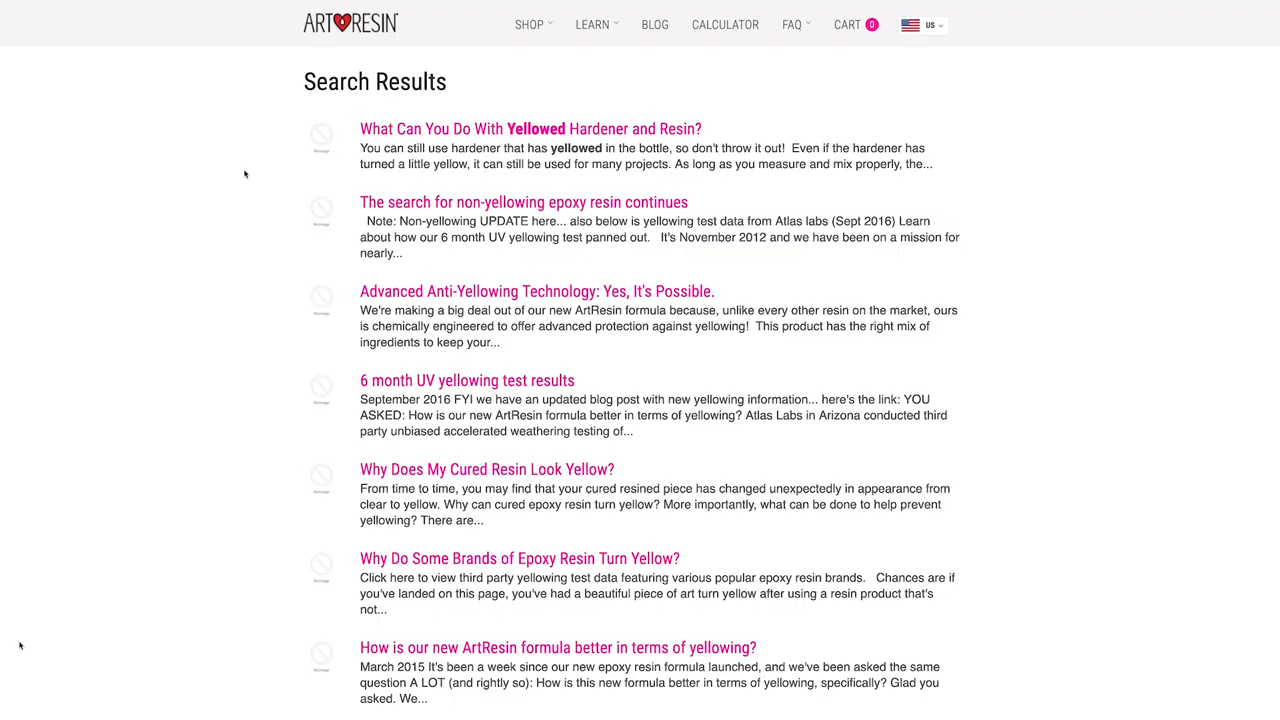 ARTRESIN
SHOP LEARN BLOG CALCULATOR FAQ CART 0 US
Search Results
What Can You Do With Yellowed Hardener and Resin?
You can still use hardener that has yellowed in the bottle, so don't throw it out! Even if the hardener has
turned a little yellow, it can still be used for many projects. As long as you measure and mix properly, the...
The search for non-yellowing epoxy resin continues
Note: Non-yellowing UPDATE here... also below is yellowing test data from Atlas labs (Sept 2016) Learn
about how our 6 month UV yellowing test panned out. It's November 2012 and we have been on a mission for
nearly...
Advanced Anti-Yellowing Technology: Yes, It's Possible.
We're making a big deal out of our new ArtResin formula because, unlike every other resin on the market, ours
is chemically engineered to offer advanced protection against yellowing! This product has the right mix of
ingredients to keep your...
6 month UV yellowing test results
September 2016 FYI we have an updated blog post with new yellowing information... here's the link: YOU
ASKED: How is our new ArtResin formula better in terms of yellowing? Atlas Labs in Arizona conducted third
party unbiased accelerated weathering testing of...
Why Does My Cured Resin Look Yellow?
From time to time, you may find that your cured resined piece has changed unexpectedly in appearance from
clear to yellow. Why can cured epoxy resin turn yellow? More importantly, what can be done to help prevent
yellowing? There are...
Why Do Some Brands of Epoxy Resin Turn Yellow?
Click here to view third party yellowing test data featuring various popular epoxy resin brands. Chances are if
you've landed on this page, you've had a beautiful piece of art turn yellow after using a resin product that's
not...
How is our new ArtResin formula better in terms of yellowing?
March 2015 It's been a week since our new epoxy resin formula launched, and we've been asked the same
question A LOT (and rightly so): How is this new formula better in terms of yellowing, specifically? Glad you
asked. We...